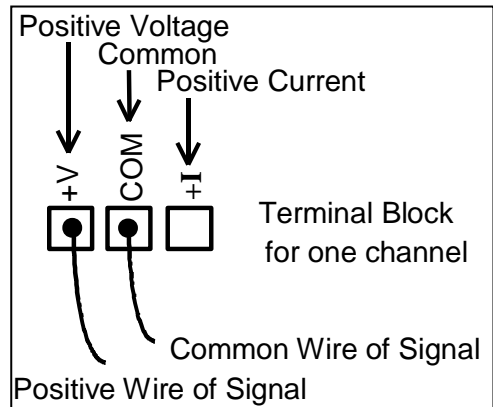 Positive Voltage
Common
Positive Current
+V
COM
+I
Terminal Block
for one channel
Common Wire of Signal
Positive Wire of Signal